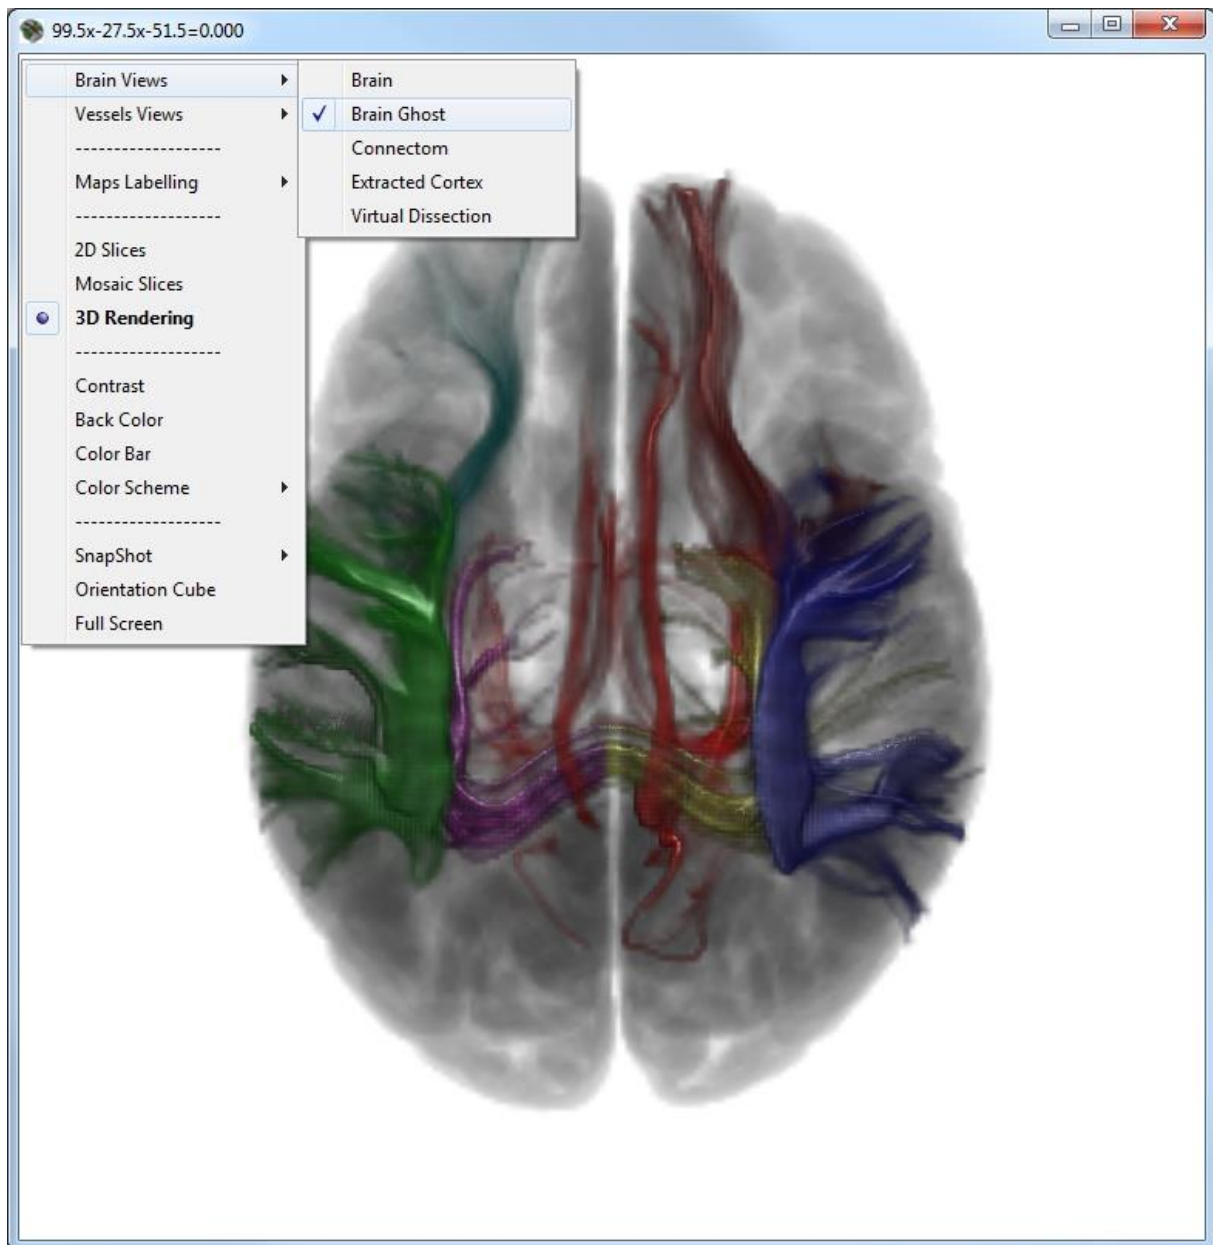 99.5x-27.5x-51.5=0.000
Brain Views
Vessels Views
-------------------
Maps Labelling
-------------------
2D Slices
Mosaic Slices
3D Rendering
-------------------
Contrast
Back Color
Color Bar
Color Scheme
-------------------
SnapShot
Orientation Cube
Full Screen
Brain
Brain Ghost
Connectom
Extracted Cortex
Virtual Dissection